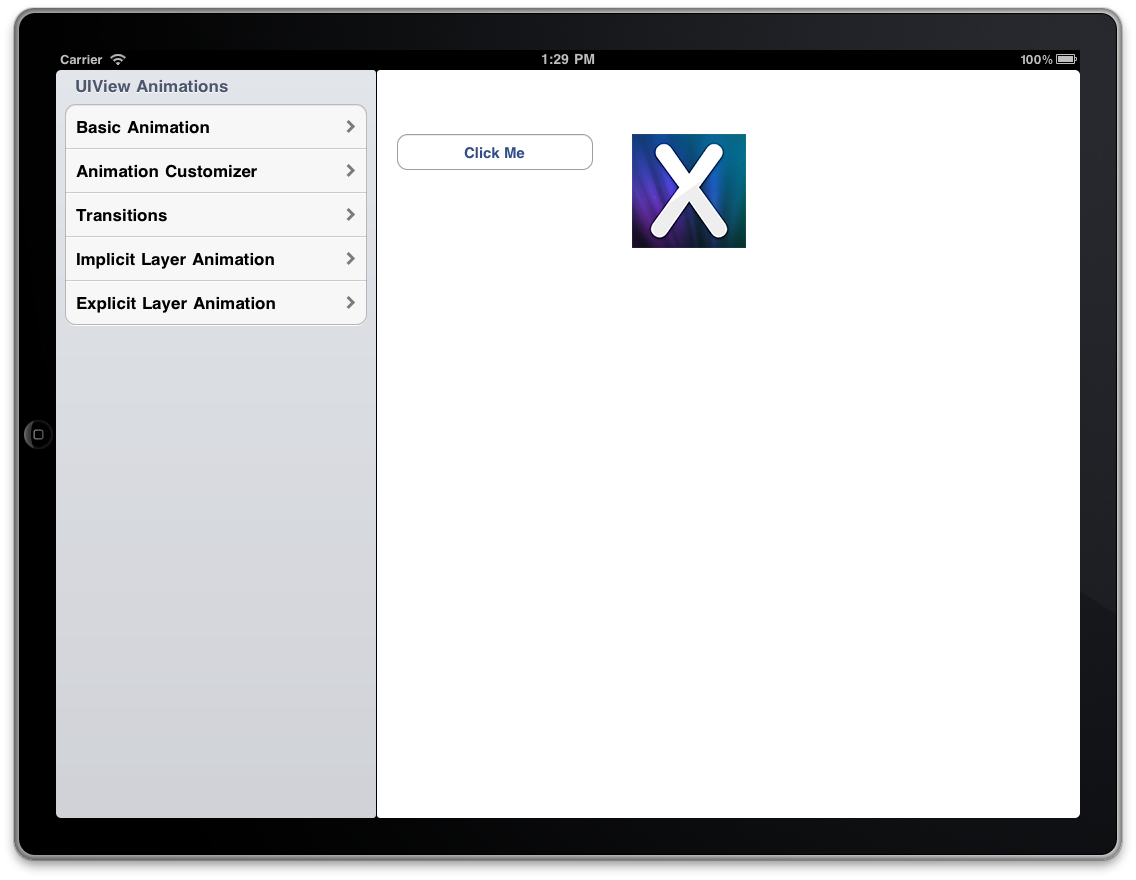 Carrier 1:29 PM 100%
UIView Animations
Basic Animation
Animation Customizer
Transitions
Implicit Layer Animation
Explicit Layer Animation
Click Me
X